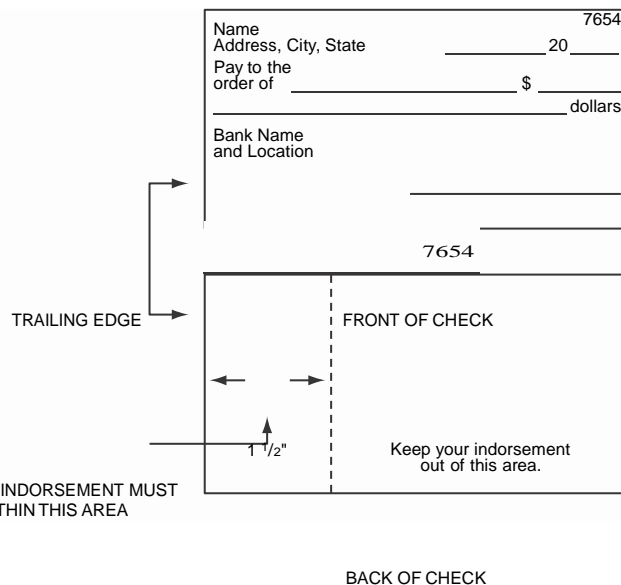 7654
Name
Address, City, State 20
Pay to the
order of $
dollars
Bank Name
and Location
7654
TRAILING EDGE
FRONT OF CHECK
1 1/2"
Keep your indorsement
out of this area.
INDORSEMENT MUST
THIN THIS AREA
BACK OF CHECK